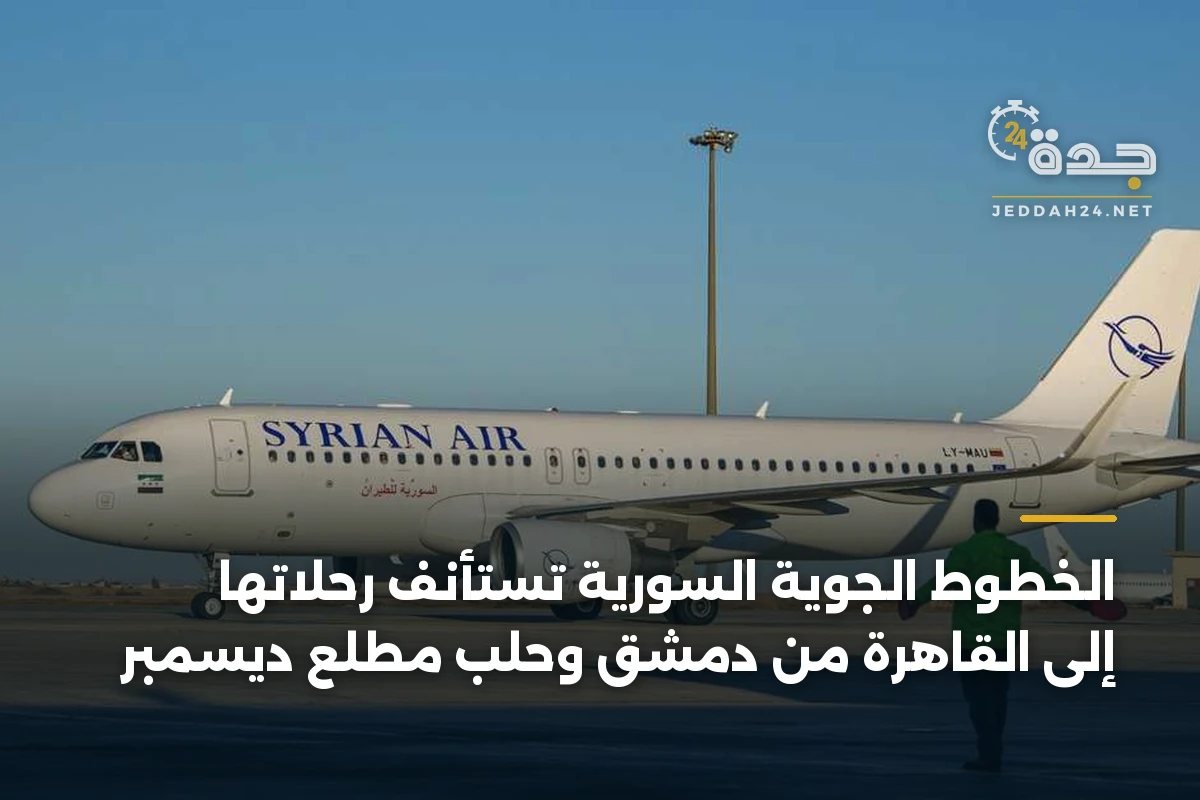 جدة
24
JEDDAH24.NET
SYRIAN AIR
السورية للطيران
LY-MAU
الخطوط الجوية السورية تستأنف رحلاتها
إلى القاهرة من دمشق وحلب مطلع ديسمبر